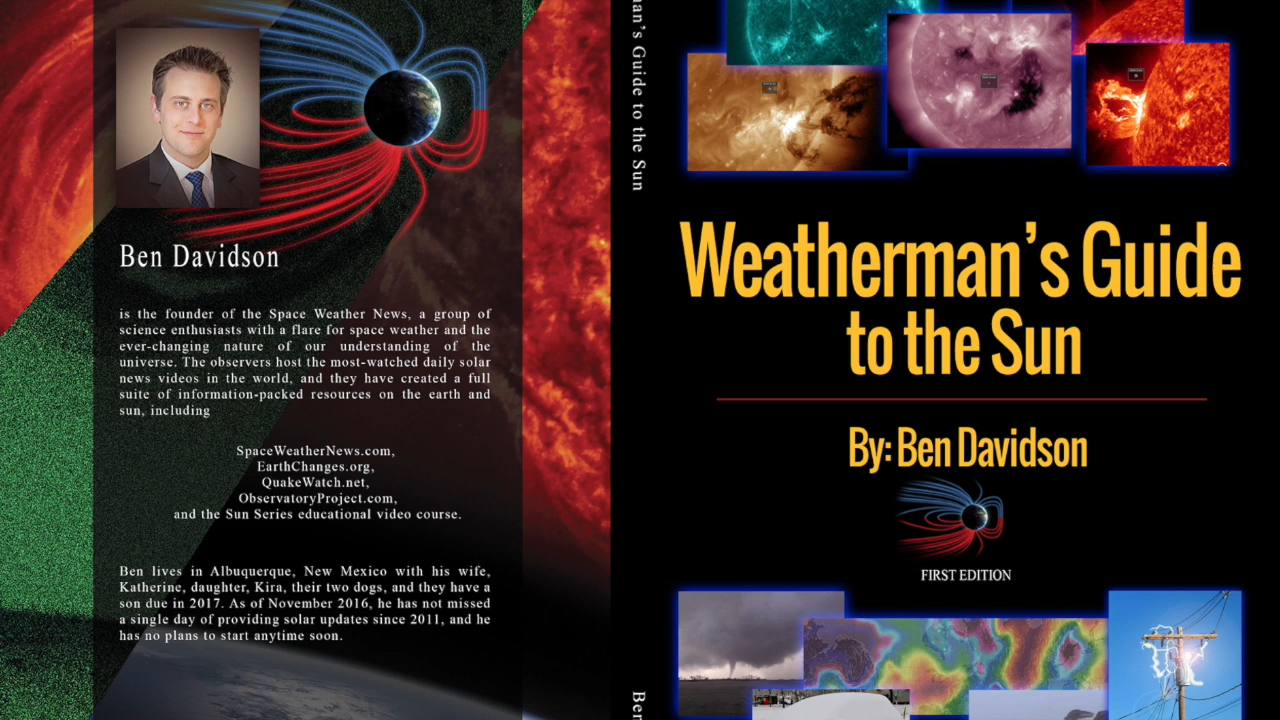 Ben Davidson
is the founder of the Space Weather News, a group of
science enthusiasts with a flare for space weather and the
ever-changing nature of our understanding of the
universe. The observers host the most-watched daily solar
news videos in the world, and they have created a full
suite of information-packed resources on the earth and
sun, including
SpaceWeatherNews.com,
EarthChanges.org,
QuakeWatch.net,
ObservatoryProject.com,
and the Sun Series educational video course.
Ben lives in Albuquerque, New Mexico with his wife,
Katherine, daughter, Kira, their two dogs, and they have a
son due in 2017. As of November 2016, he has not missed
a single day of providing solar updates since 2011, and he
has no plans to start anytime soon.
man's Guide to the Sun
Ben
Weatherman's Guide
to the Sun
By: Ben Davidson
FIRST EDITION